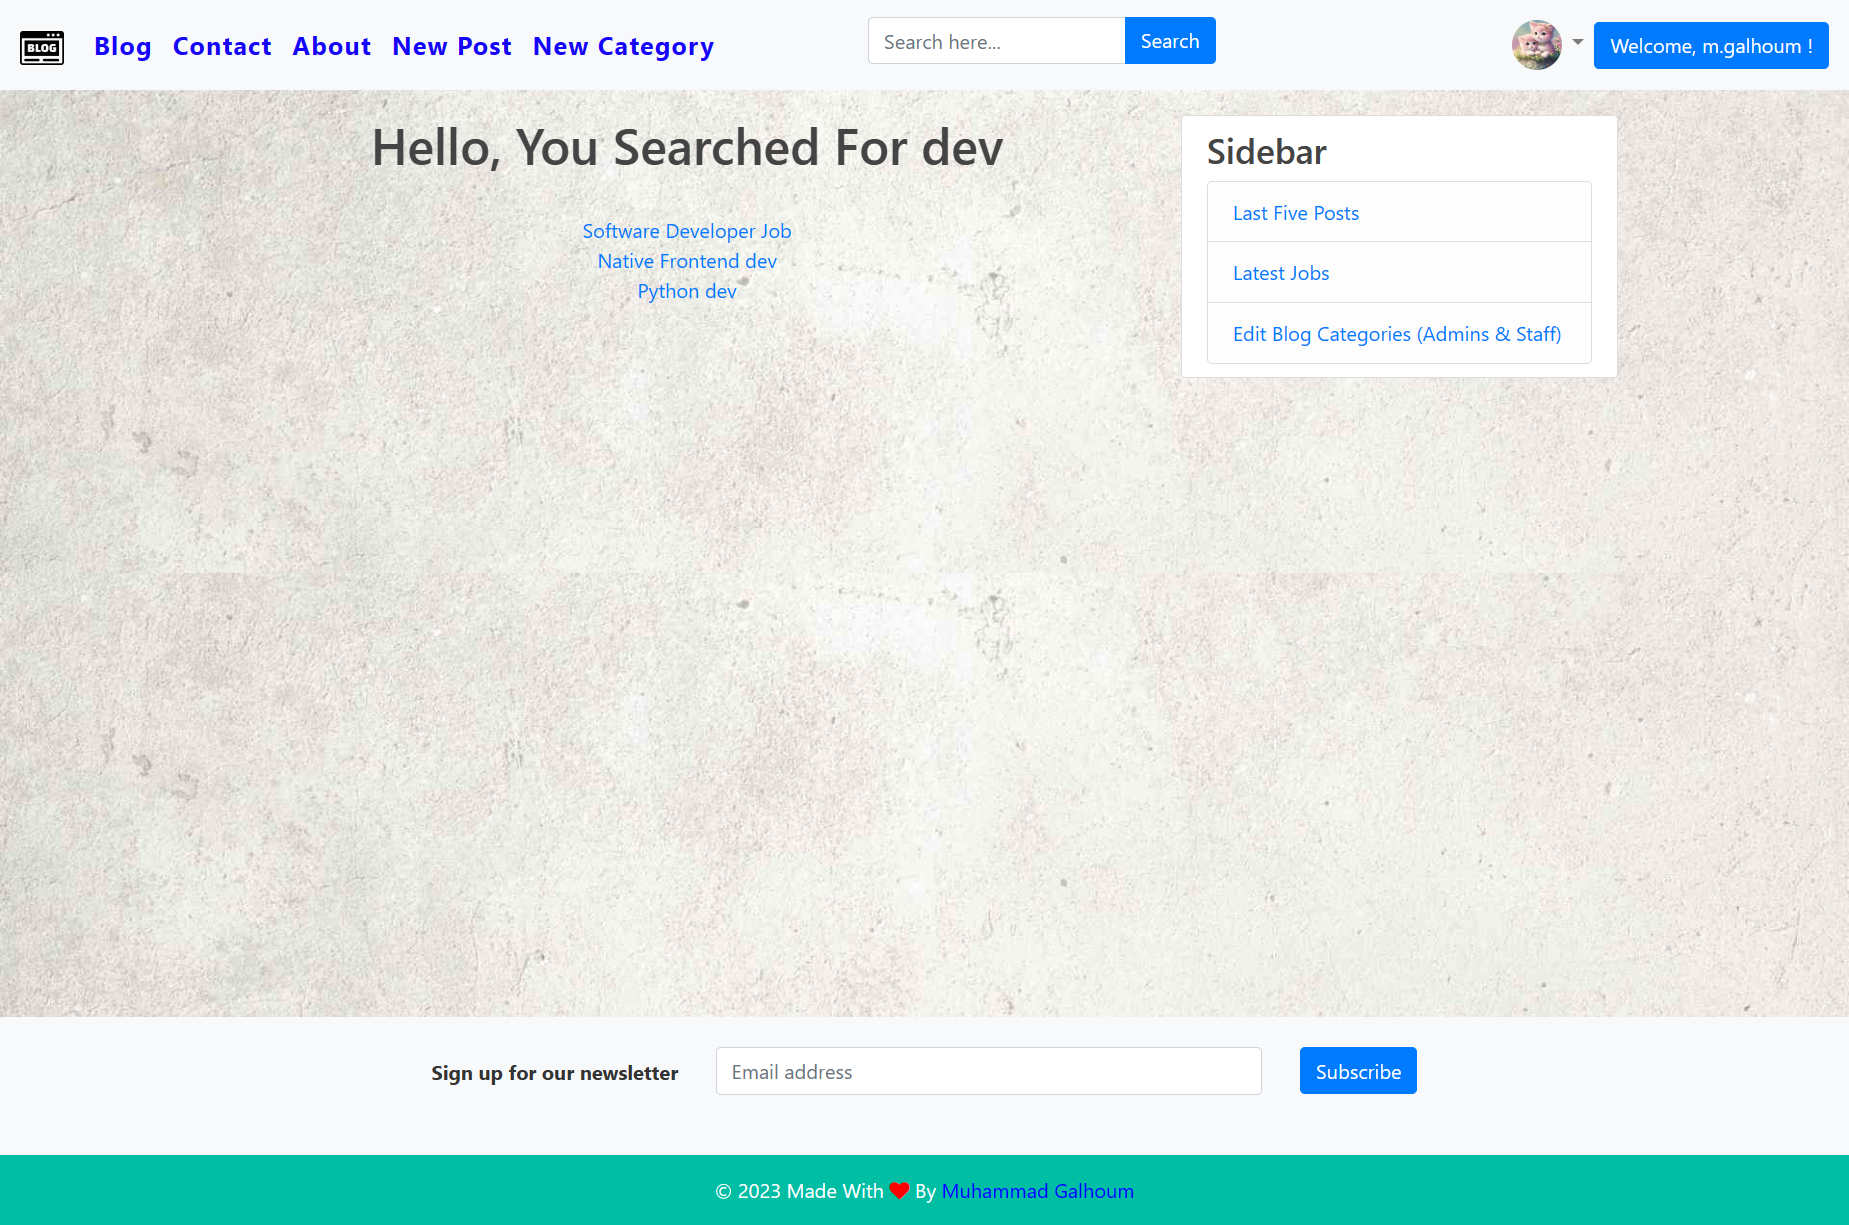 BLOG
Blog Contact About New Post New Category
Search here...
Search
Welcome, m.galhoum !
Hello, You Searched For dev
Software Developer Job
Native Frontend dev
Python dev
Sidebar
Last Five Posts
Latest Jobs
Edit Blog Categories (Admins & Staff)
Sign up for our newsletter
Email address
Subscribe
© 2023 Made With ❤ By Muhammad Galhoum